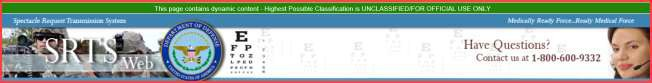 This page contains dynamic content - Highest Possible Classification is UNCLASSIFIED/FOR OFFICIAL USE ONLY
Spectacle Request Transmission System
Medically Ready Force...Ready Medical Force
SRTS
Web
DEPARTMENT OF DEFENSE
UNITED STATES OF AMERICA
E
F P
T O Z
L P E D
Have Questions?
Contact us at 1-800-600-9332